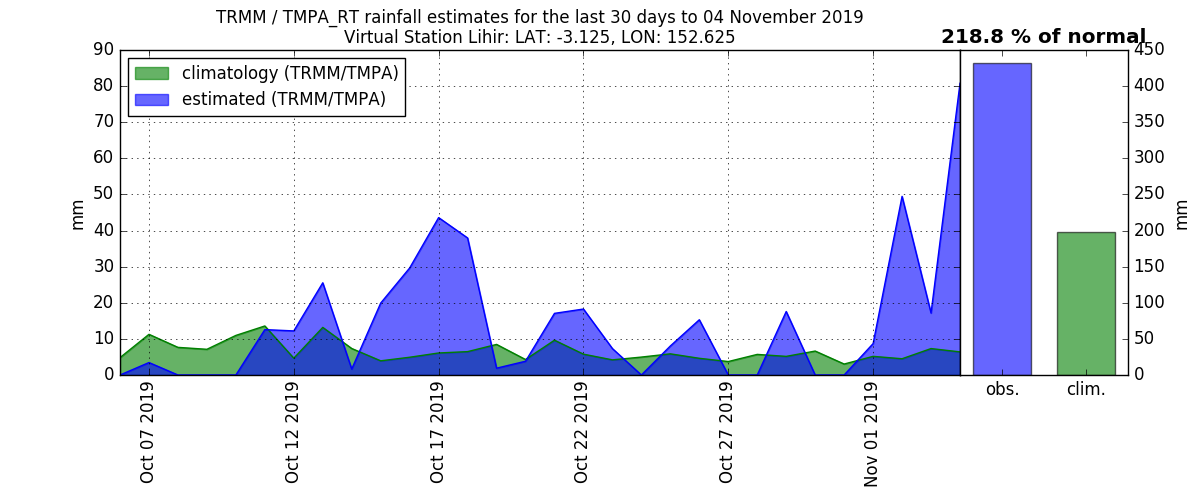 TRMM / TMPA_RT rainfall estimates for the last 30 days to 04 November 2019
Virtual Station Lihir: LAT: -3.125, LON: 152.625
218.8 % of normal
climatology (TRMM/TMPA)
estimated (TRMM/TMPA)
mm
90
80
70
60
50
40
30
20
10
0
Oct 07 2019
Oct 12 2019
Oct 17 2019
Oct 22 2019
Oct 27 2019
Nov 01 2019
obs.
clim.
450
400
350
300
250
200
150
100
50
0
mm